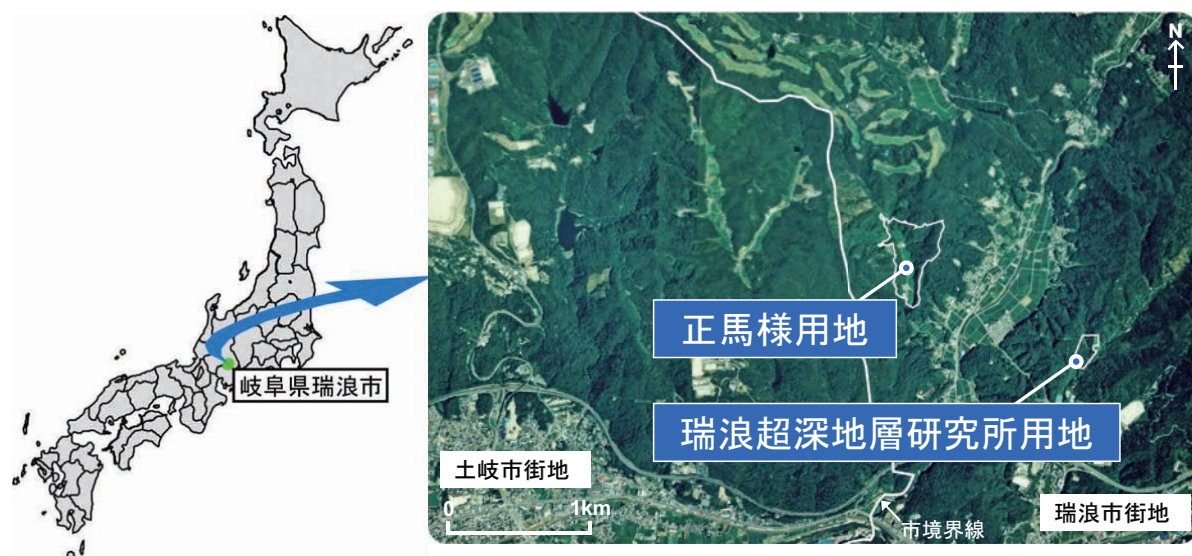 岐阜県瑞浪市
N
正馬様用地
瑞浪超深地層研究所用地
土岐市街地
0 1km
市境界線
瑞浪市街地